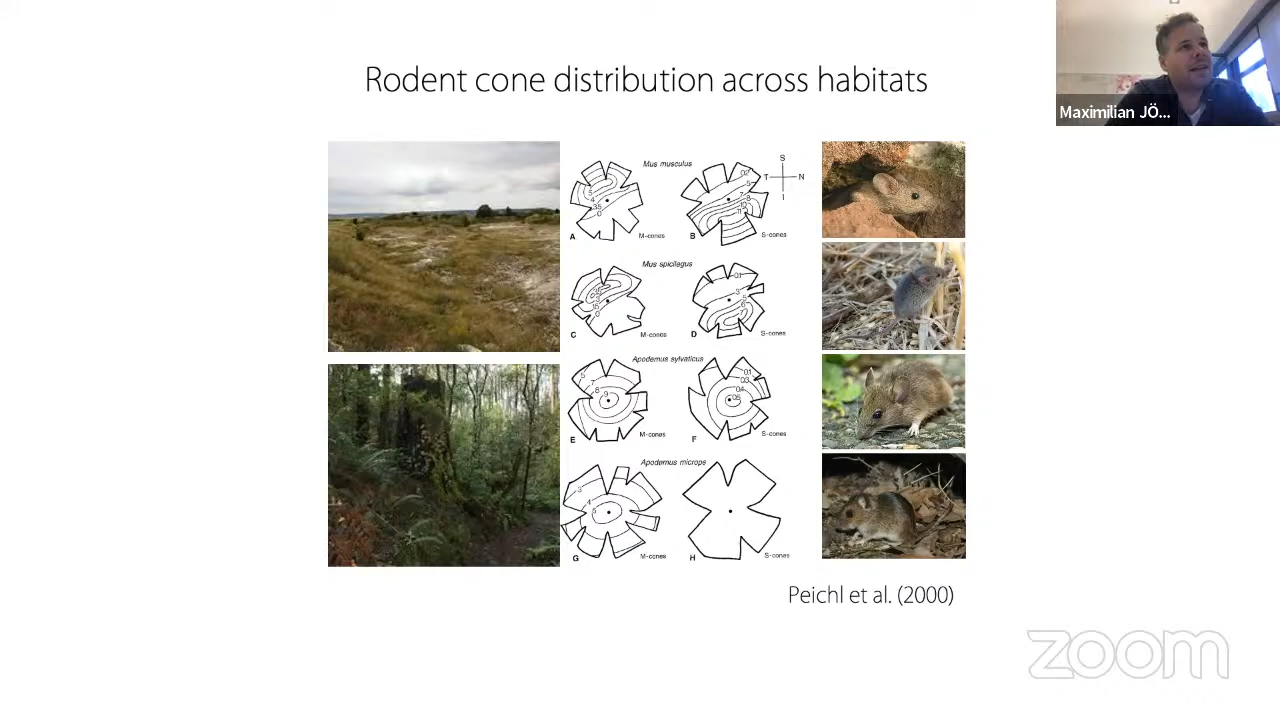 Rodent cone distribution across habitats
Maximilian JÖ...
Mus musculus
S
T
N
I
A
M-cones
B
S-cones
Mus spicilegus
C
M-cones
D
S-cones
Apodemus sylvaticus
E
M-cones
F
S-cones
Apodemus microps
G
M-cones
H
S-cones
Peichl et al. (2000)
zoom